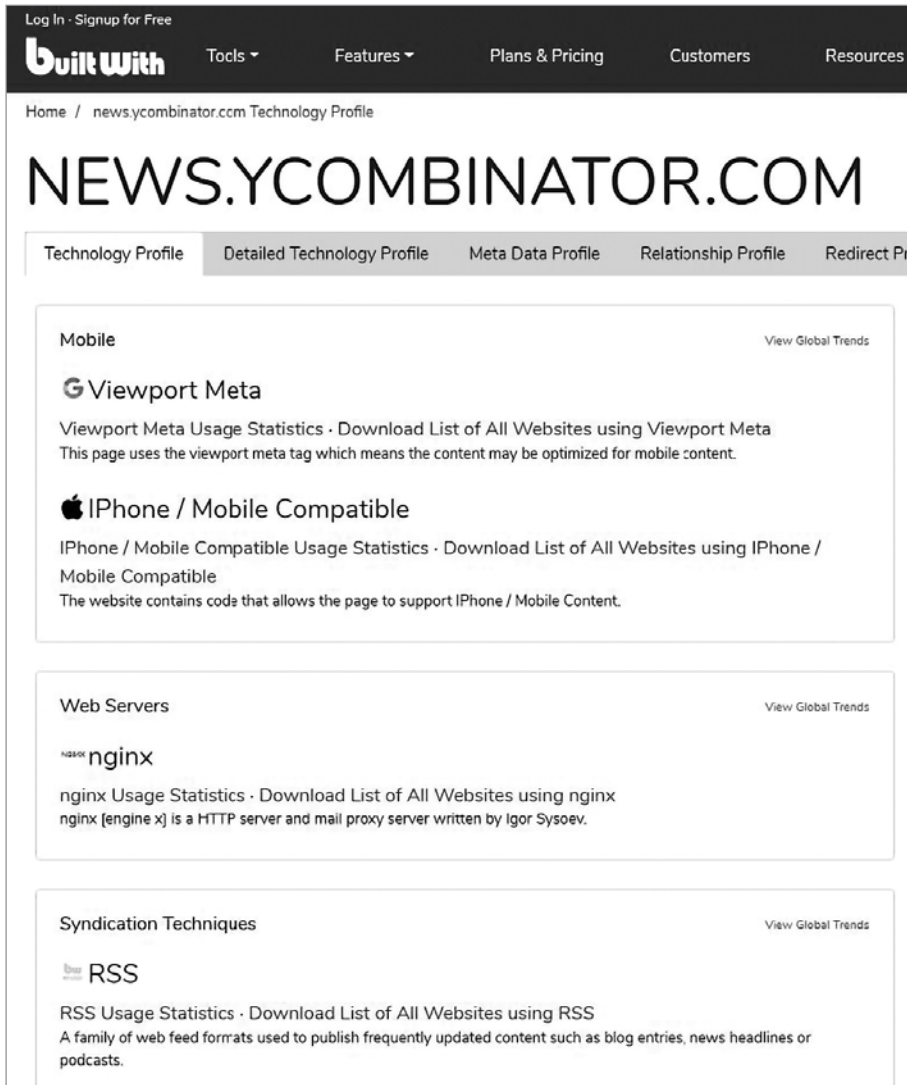 Log In · Signup for Free
builtwith Tools Features Plans & Pricing Customers Resources
Home / news.ycombinator.com Technology Profile
NEWS.YCOMBINATOR.COM
Technology Profile Detailed Technology Profile Meta Data Profile Relationship Profile Redirect Pr
Mobile View Global Trends
Viewport Meta
Viewport Meta Usage Statistics · Download List of All Websites using Viewport Meta
This page uses the viewport meta tag which means the content may be optimized for mobile content.
IPhone / Mobile Compatible
IPhone / Mobile Compatible Usage Statistics · Download List of All Websites using IPhone /
Mobile Compatible
The website contains code that allows the page to support IPhone / Mobile Content.
Web Servers View Global Trends
NGINX nginx
nginx Usage Statistics · Download List of All Websites using nginx
nginx [engine x] is a HTTP server and mail proxy server written by Igor Sysoev.
Syndication Techniques View Global Trends
bw RSS
RSS Usage Statistics · Download List of All Websites using RSS
A family of web feed formats used to publish frequently updated content such as blog entries, news headlines or
podcasts.